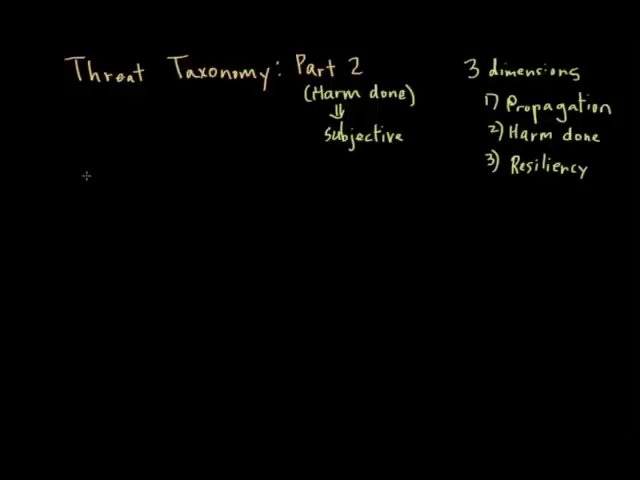 Threat Taxonomy: Part 2
(Harm done)
⇓
Subjective
3 dimensions
1) Propagation
2) Harm done
3) Resiliency